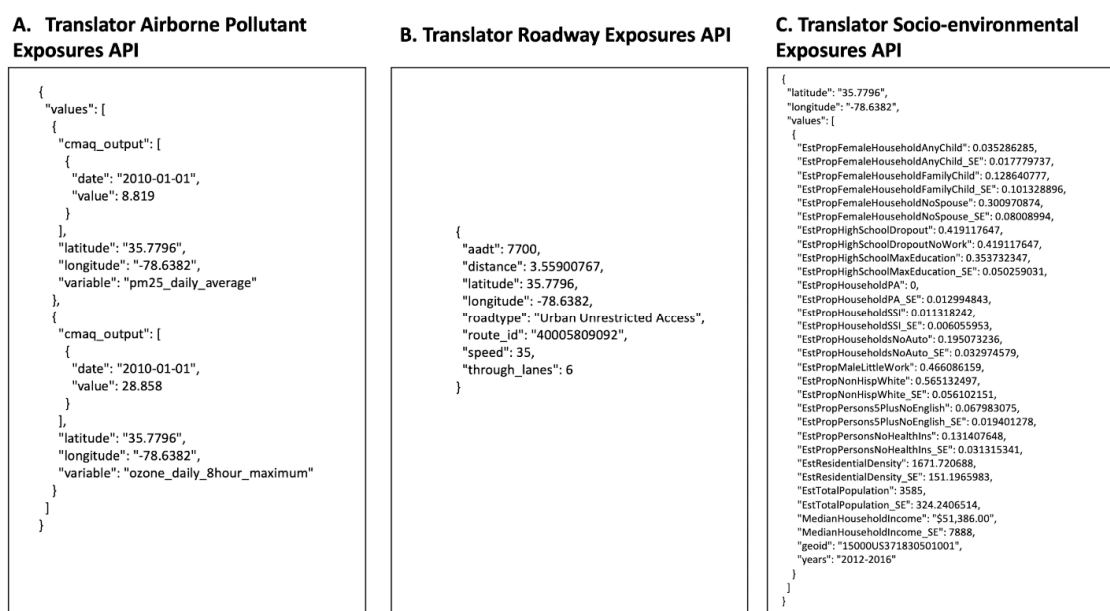 A. Translator Airborne Pollutant
Exposures API
{
"values": [
{
"cmaq_output": [
{
"date": "2010-01-01",
"value": 8.819
}
],
"latitude": "35.7796",
"longitude": "-78.6382",
"variable": "pm25_daily_average"
},
{
"cmaq_output": [
{
"date": "2010-01-01",
"value": 28.858
}
],
"latitude": "35.7796",
"longitude": "-78.6382",
"variable": "ozone_daily_8hour_maximum"
}
]
}
B. Translator Roadway Exposures API
{
"aadt": 7700,
"distance": 3.55900767,
"latitude": 35.7796,
"longitude": -78.6382,
"roadtype": "Urban Unrestricted Access",
"route_id": "40005809092",
"speed": 35,
"through_lanes": 6
}
C. Translator Socio-environmental
Exposures API
{
"latitude": "35.7796",
"longitude": "-78.6382",
"values": [
{
"EstPropFemaleHouseholdAnyChild": 0.035286285,
"EstPropFemaleHouseholdAnyChild_SE": 0.017779737,
"EstPropFemaleHouseholdFamilyChild": 0.128640777,
"EstPropFemaleHouseholdFamilyChild_SE": 0.101328896,
"EstPropFemaleHouseholdNoSpouse": 0.300970874,
"EstPropFemaleHouseholdNoSpouse_SE": 0.08008994,
"EstPropHighSchoolDropout": 0.419117647,
"EstPropHighSchoolDropoutNoWork": 0.419117647,
"EstPropHighSchoolMaxEducation": 0.353732347,
"EstPropHighSchoolMaxEducation_SE": 0.050259031,
"EstPropHouseholdPA": 0,
"EstPropHouseholdPA_SE": 0.012994843,
"EstPropHouseholdSSI": 0.011318242,
"EstPropHouseholdSSI_SE": 0.006055953,
"EstPropHouseholdsNoAuto": 0.195073236,
"EstPropHouseholdsNoAuto_SE": 0.032974579,
"EstPropMaleLittleWork": 0.466086159,
"EstPropNonHispWhite": 0.565132497,
"EstPropNonHispWhite_SE": 0.056102151,
"EstPropPersons5PlusNoEnglish": 0.067983075,
"EstPropPersons5PlusNoEnglish_SE": 0.019401278,
"EstPropPersonsNoHealthIns": 0.131407648,
"EstPropPersonsNoHealthIns_SE": 0.031315341,
"EstResidentialDensity": 1671.720688,
"EstResidentialDensity_SE": 151.1965983,
"EstTotalPopulation": 3585,
"EstTotalPopulation_SE": 324.2406514,
"MedianHouseholdIncome": "$51,386.00",
"MedianHouseholdIncome_SE": 7888,
"geoid": "15000US371830501001",
"years": "2012-2016"
}
]
}